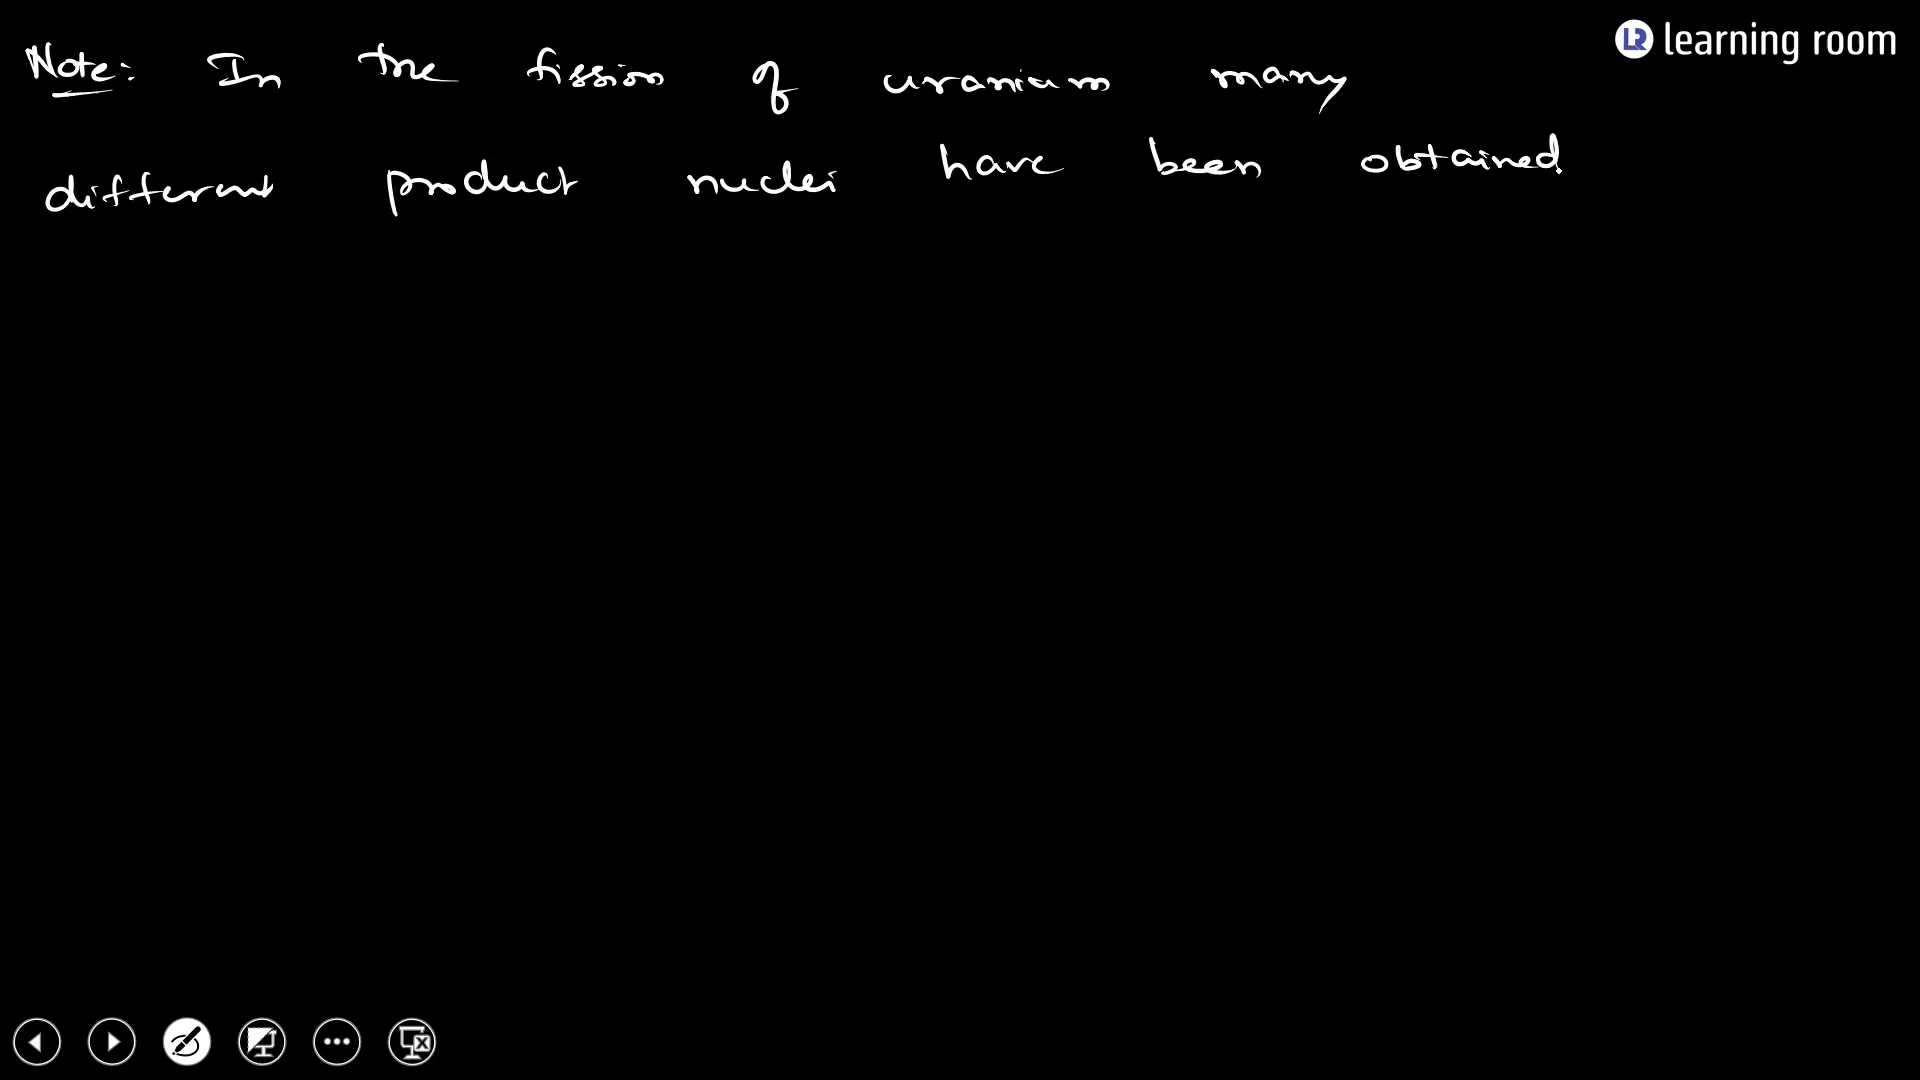 learning room
Note: In the fission of uranium many
different product nuclei have been obtained.